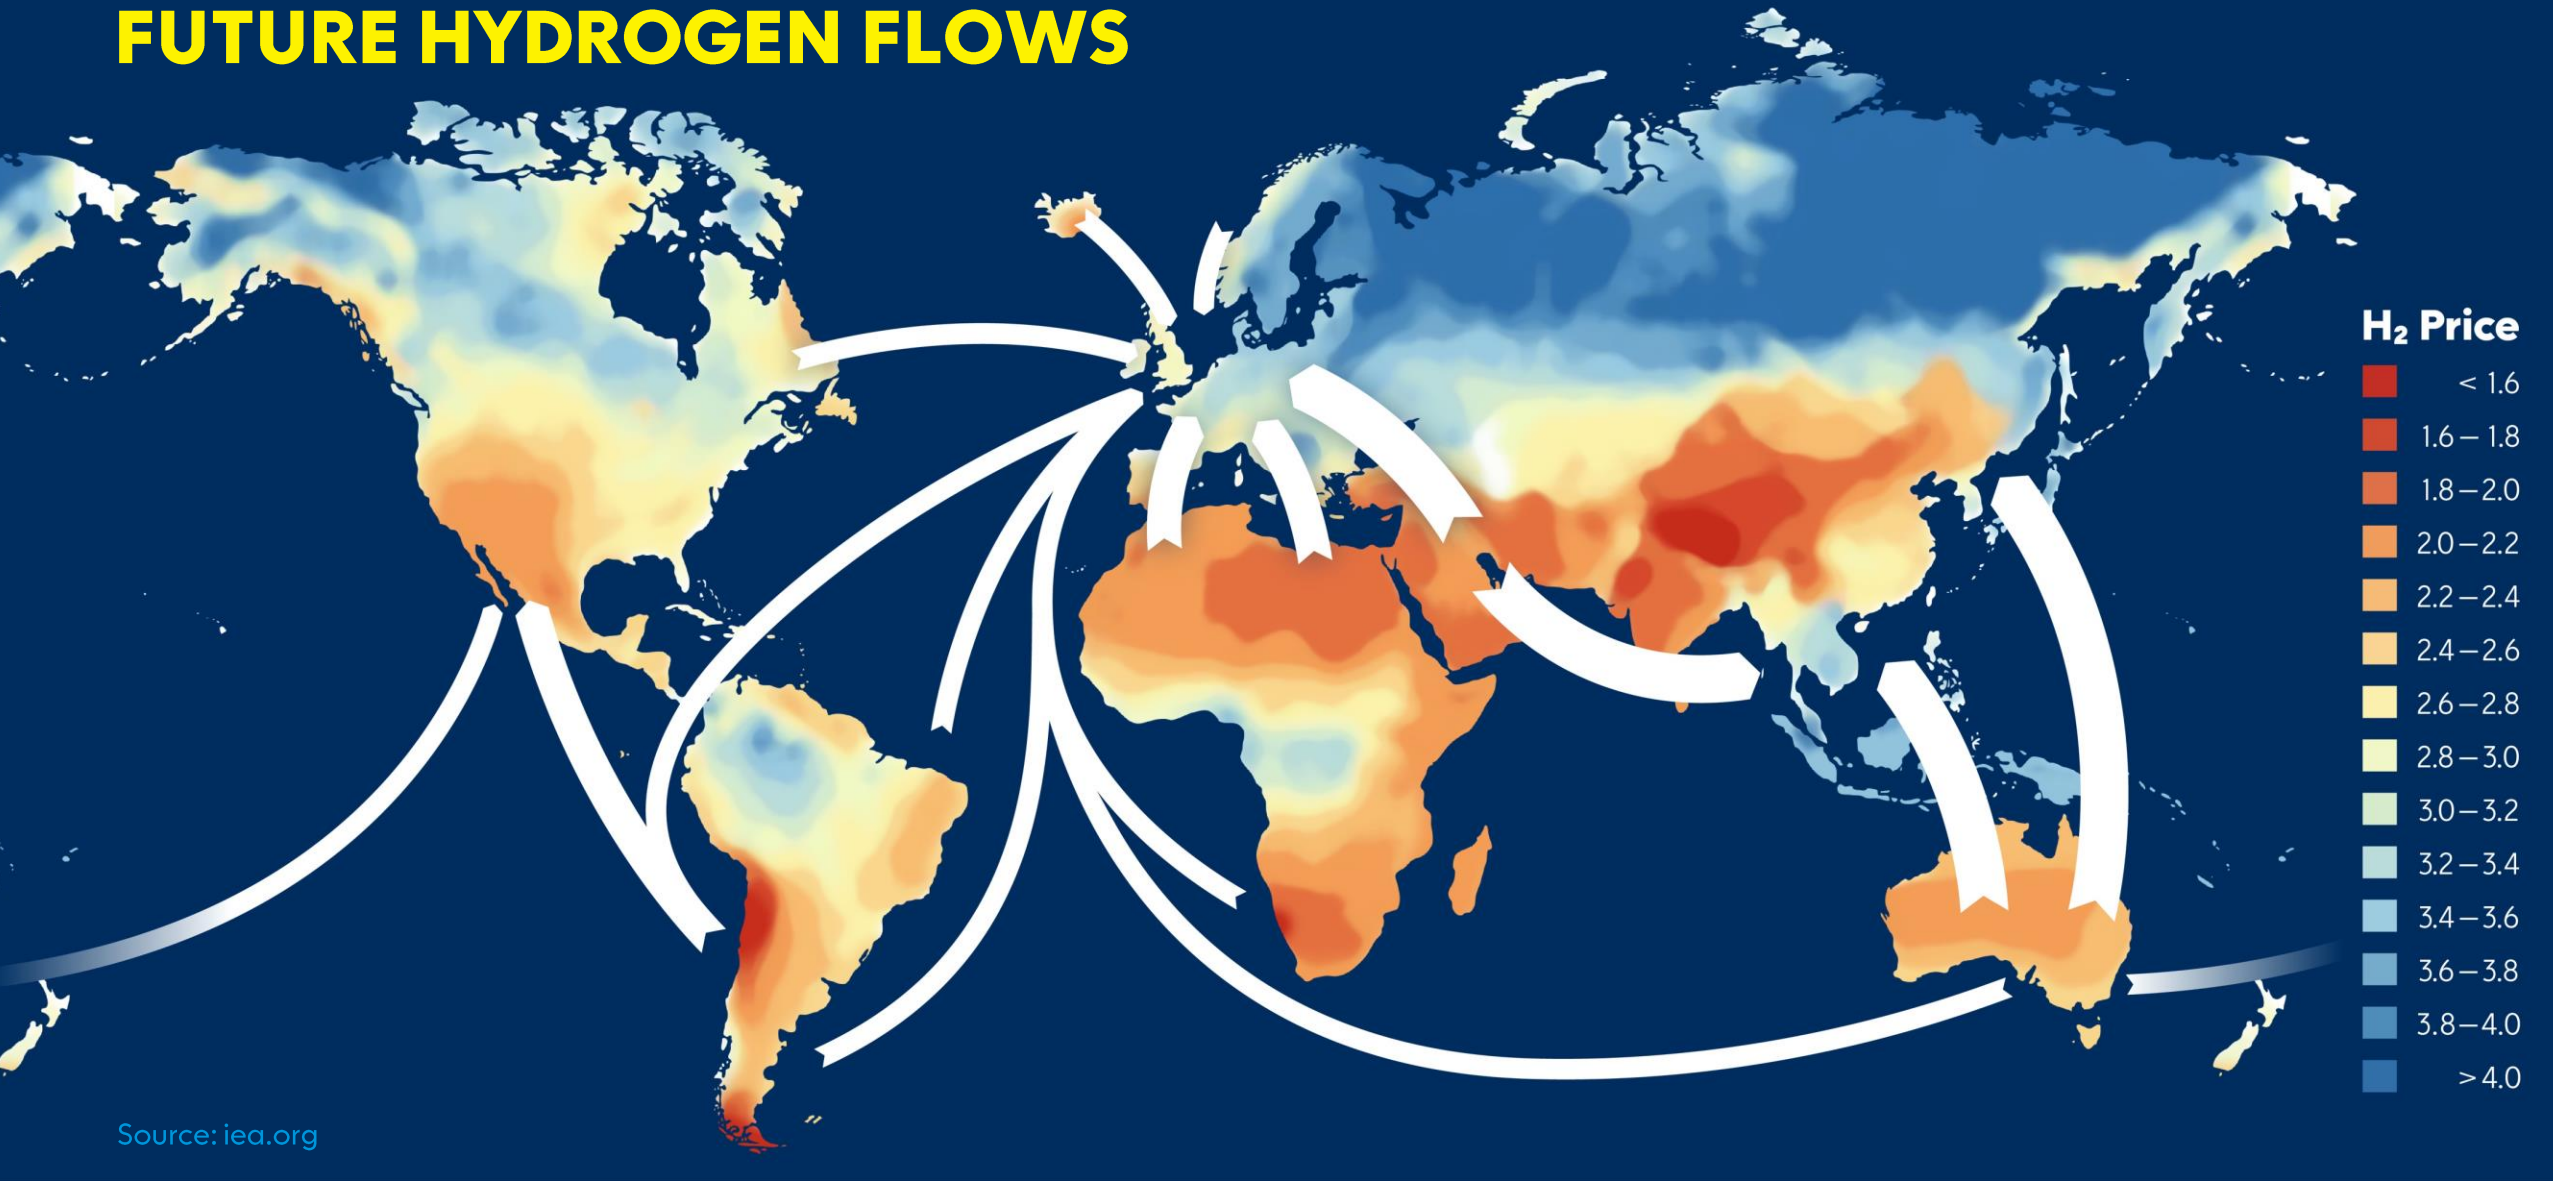 FUTURE HYDROGEN FLOWS
H₂ Price
< 1.6
1.6 – 1.8
1.8 – 2.0
2.0 – 2.2
2.2 – 2.4
2.4 – 2.6
2.6 – 2.8
2.8 – 3.0
3.0 – 3.2
3.2 – 3.4
3.4 – 3.6
3.6 – 3.8
3.8 – 4.0
> 4.0
Source: iea.org